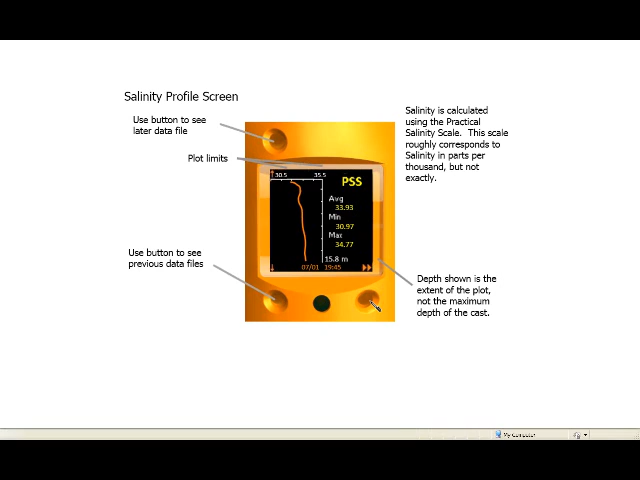 Salinity Profile Screen
Use button to see
later data file
Plot limits
Use button to see
previous data files
30.5 35.5
PSS
Avg
33.93
Min
30.97
Max
34.77
15.8 m
07/01 19:45
Salinity is calculated
using the Practical
Salinity Scale. This scale
roughly corresponds to
Salinity in parts per
thousand, but not
exactly.
Depth shown is the
extent of the plot,
not the maximum
depth of the cast.
My Computer